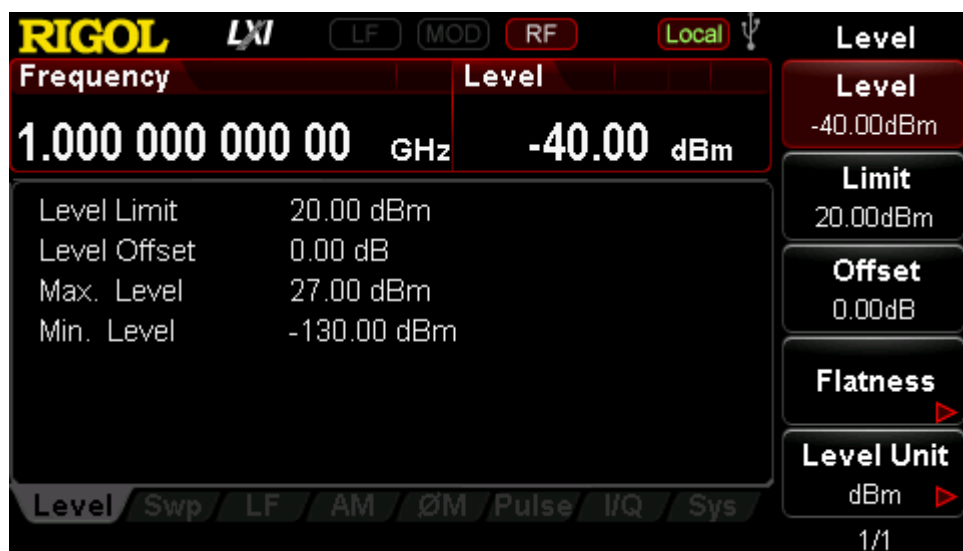 RIGOL LXI LF MOD RF Local Level
Frequency Level
1.000 000 000 00 GHz -40.00 dBm
Level Limit 20.00 dBm
Level Offset 0.00 dB
Max. Level 27.00 dBm
Min. Level -130.00 dBm
Level Swp LF AM ØM Pulse I/Q Sys
Level
-40.00dBm
Limit
20.00dBm
Offset
0.00dB
Flatness
Level Unit
dBm
1/1